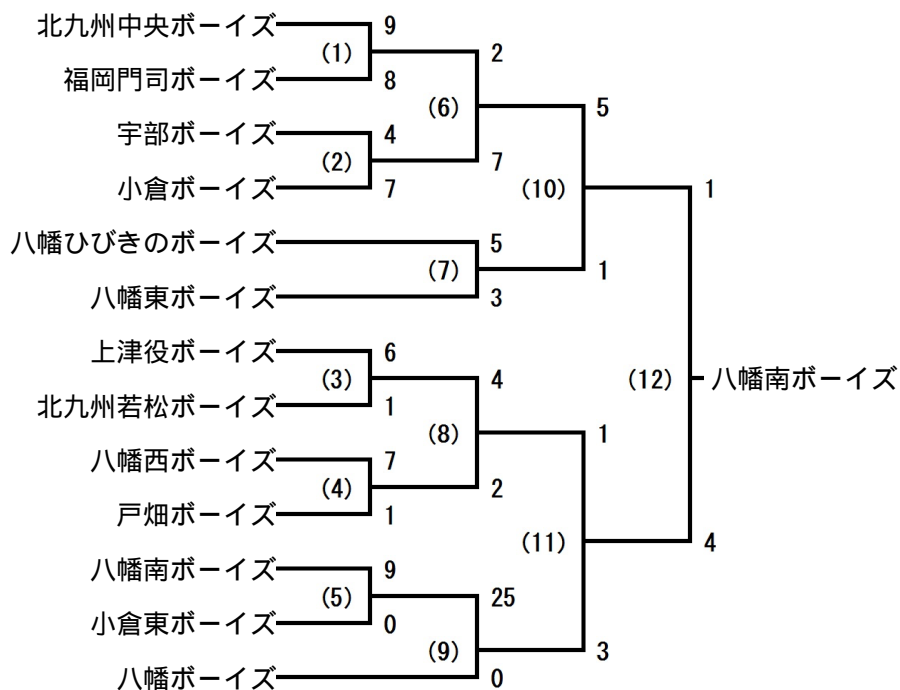 北九州中央ボーイズ 9
(1) 2
福岡門司ボーイズ 8
(6) 5
宇部ボーイズ 4
(2) 7
小倉ボーイズ 7
(10) 1
八幡ひびきのボーイズ 5
(7) 1
八幡東ボーイズ 3
上津役ボーイズ 6
(3) 4
(12) 八幡南ボーイズ
北九州若松ボーイズ 1
(8) 1
八幡西ボーイズ 7
(4) 2
戸畑ボーイズ 1
(11) 4
八幡南ボーイズ 9
(5) 25
小倉東ボーイズ 0
(9) 3
八幡ボーイズ 0